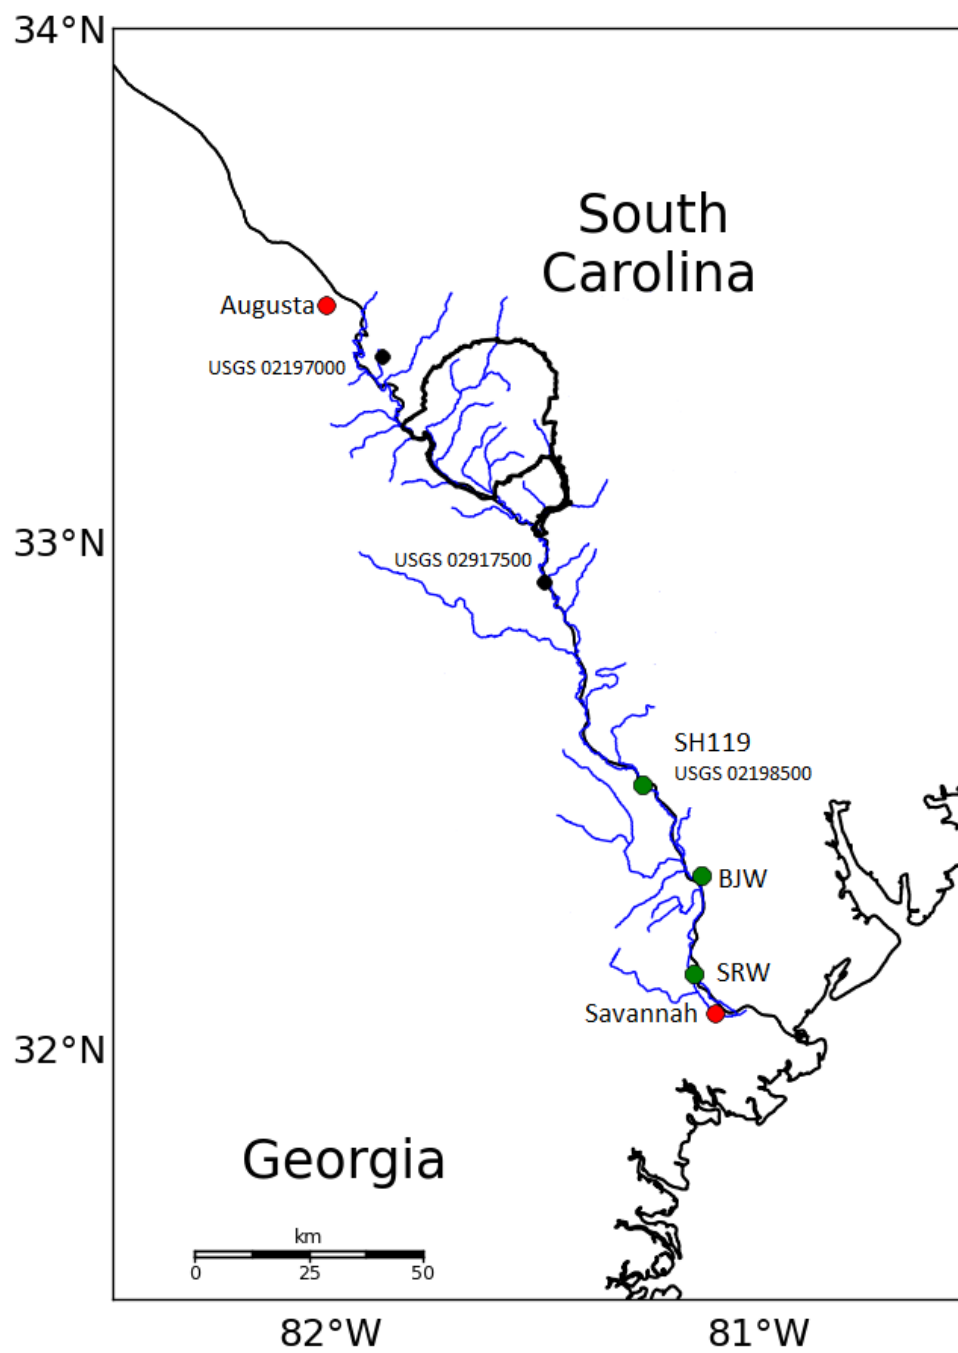 34°N
South
Carolina
Augusta
USGS 02197000
33°N
USGS 02917500
SH119
USGS 02198500
BJW
SRW
Savannah
32°N
Georgia
km
0 25 50
82°W 81°W